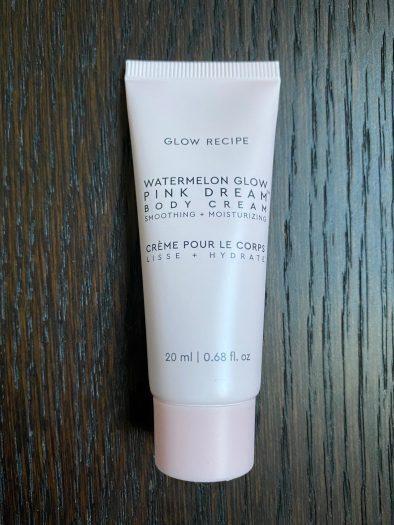 GLOW RECIPE
WATERMELON GLOW
PINK DREAM
BODY CREAM
SMOOTHING + MOISTURIZING
CRÈME POUR LE CORPS
LISSE + HYDRATE
20 ml | 0.68 fl. oz